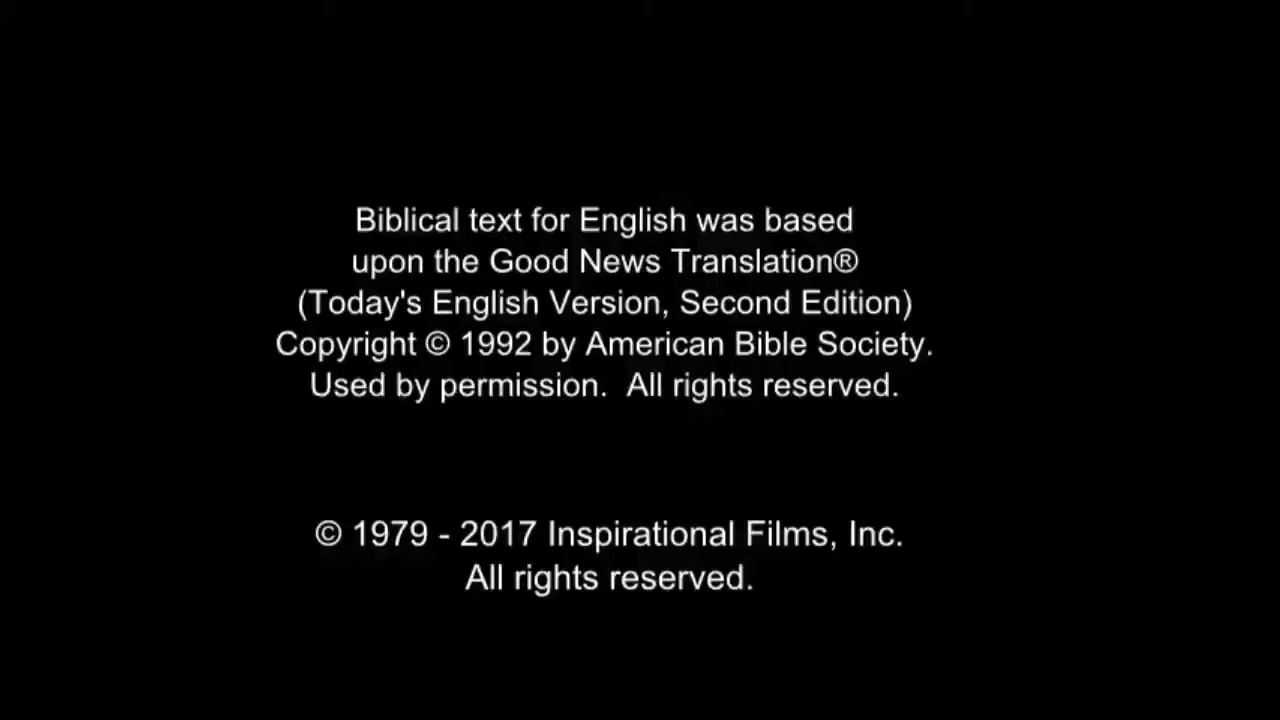 Biblical text for English was based
upon the Good News Translation®
(Today's English Version, Second Edition)
Copyright © 1992 by American Bible Society.
Used by permission.  All rights reserved.
© 1979 - 2017 Inspirational Films, Inc.
All rights reserved.